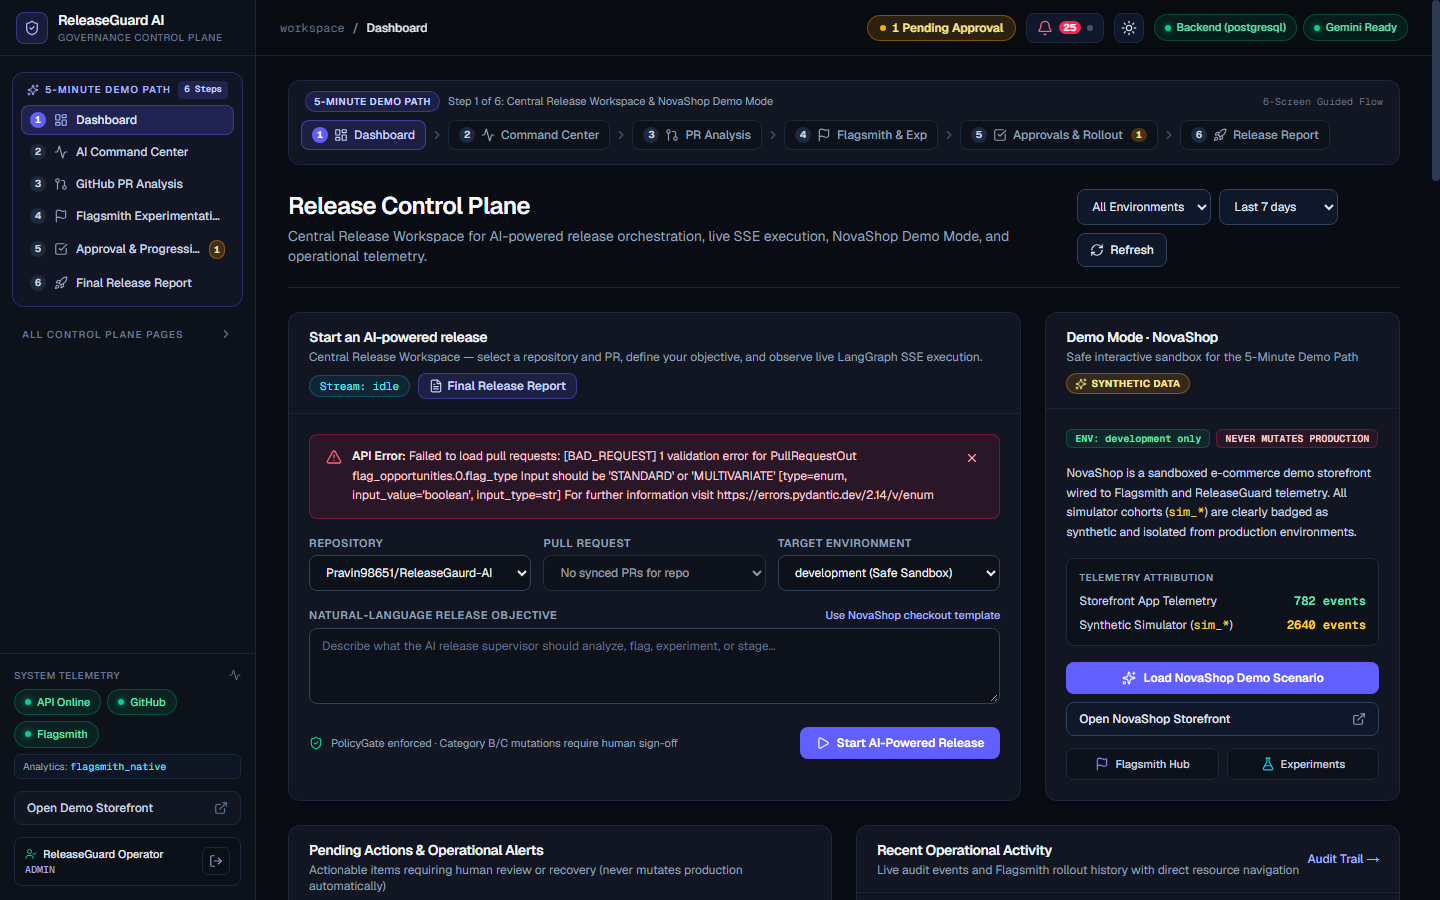 ReleaseGuard AI
GOVERNANCE CONTROL PLANE
5-MINUTE DEMO PATH 6 Steps
1 Dashboard
2 AI Command Center
3 GitHub PR Analysis
4 Flagsmith Experimentati...
5 Approval & Progressi... 1
6 Final Release Report
ALL CONTROL PLANE PAGES
SYSTEM TELEMETRY
API Online GitHub
Flagsmith
Analytics: flagsmith_native
Open Demo Storefront
ReleaseGuard Operator
ADMIN
workspace / Dashboard
1 Pending Approval
25
Backend (postgresql)
Gemini Ready
5-MINUTE DEMO PATH Step 1 of 6: Central Release Workspace & NovaShop Demo Mode
6-Screen Guided Flow
1 Dashboard
2 Command Center
3 PR Analysis
4 Flagsmith & Exp
5 Approvals & Rollout 1
6 Release Report
Release Control Plane
Central Release Workspace for AI-powered release orchestration, live SSE execution, NovaShop Demo Mode, and
operational telemetry.
All Environments
Last 7 days
Refresh
Start an AI-powered release
Central Release Workspace — select a repository and PR, define your objective, and observe live LangGraph SSE execution.
Stream: idle
Final Release Report
API Error: Failed to load pull requests: [BAD_REQUEST] 1 validation error for PullRequestOut
flag_opportunities.0.flag_type Input should be 'STANDARD' or 'MULTIVARIATE' [type=enum,
input_value='boolean', input_type=str] For further information visit https://errors.pydantic.dev/2.14/v/enum
REPOSITORY
Pravin98651/ReleaseGaurd-AI
PULL REQUEST
No synced PRs for repo
TARGET ENVIRONMENT
development (Safe Sandbox)
NATURAL-LANGUAGE RELEASE OBJECTIVE
Use NovaShop checkout template
Describe what the AI release supervisor should analyze, flag, experiment, or stage...
PolicyGate enforced · Category B/C mutations require human sign-off
Start AI-Powered Release
Demo Mode · NovaShop
Safe interactive sandbox for the 5-Minute Demo Path
SYNTHETIC DATA
ENV: development only
NEVER MUTATES PRODUCTION
NovaShop is a sandboxed e-commerce demo storefront
wired to Flagsmith and ReleaseGuard telemetry. All
simulator cohorts (sim_*) are clearly badged as
synthetic and isolated from production environments.
TELEMETRY ATTRIBUTION
Storefront App Telemetry 782 events
Synthetic Simulator (sim_*) 2640 events
Load NovaShop Demo Scenario
Open NovaShop Storefront
Flagsmith Hub
Experiments
Pending Actions & Operational Alerts
Actionable items requiring human review or recovery (never mutates production
automatically)
Recent Operational Activity
Live audit events and Flagsmith rollout history with direct resource navigation
Audit Trail →